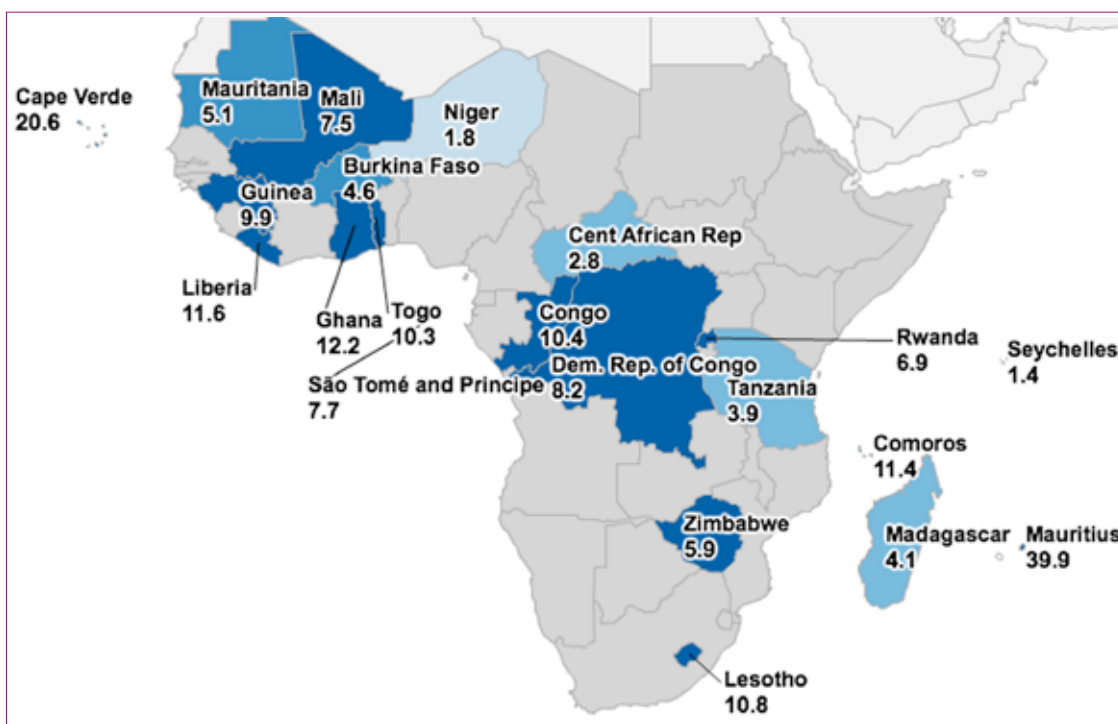 Cape Verde
20.6
Mauritania
5.1
Mali
7.5
Niger
1.8
Burkina Faso
4.6
Guinea
9.9
Cent African Rep
2.8
Liberia
11.6
Ghana
12.2
Togo
10.3
Congo
10.4
Rwanda
6.9
Seychelles
1.4
São Tomé and Principe
7.7
Dem. Rep. of Congo
8.2
Tanzania
3.9
Comoros
11.4
Zimbabwe
5.9
Madagascar
4.1
Mauritius
39.9
Lesotho
10.8